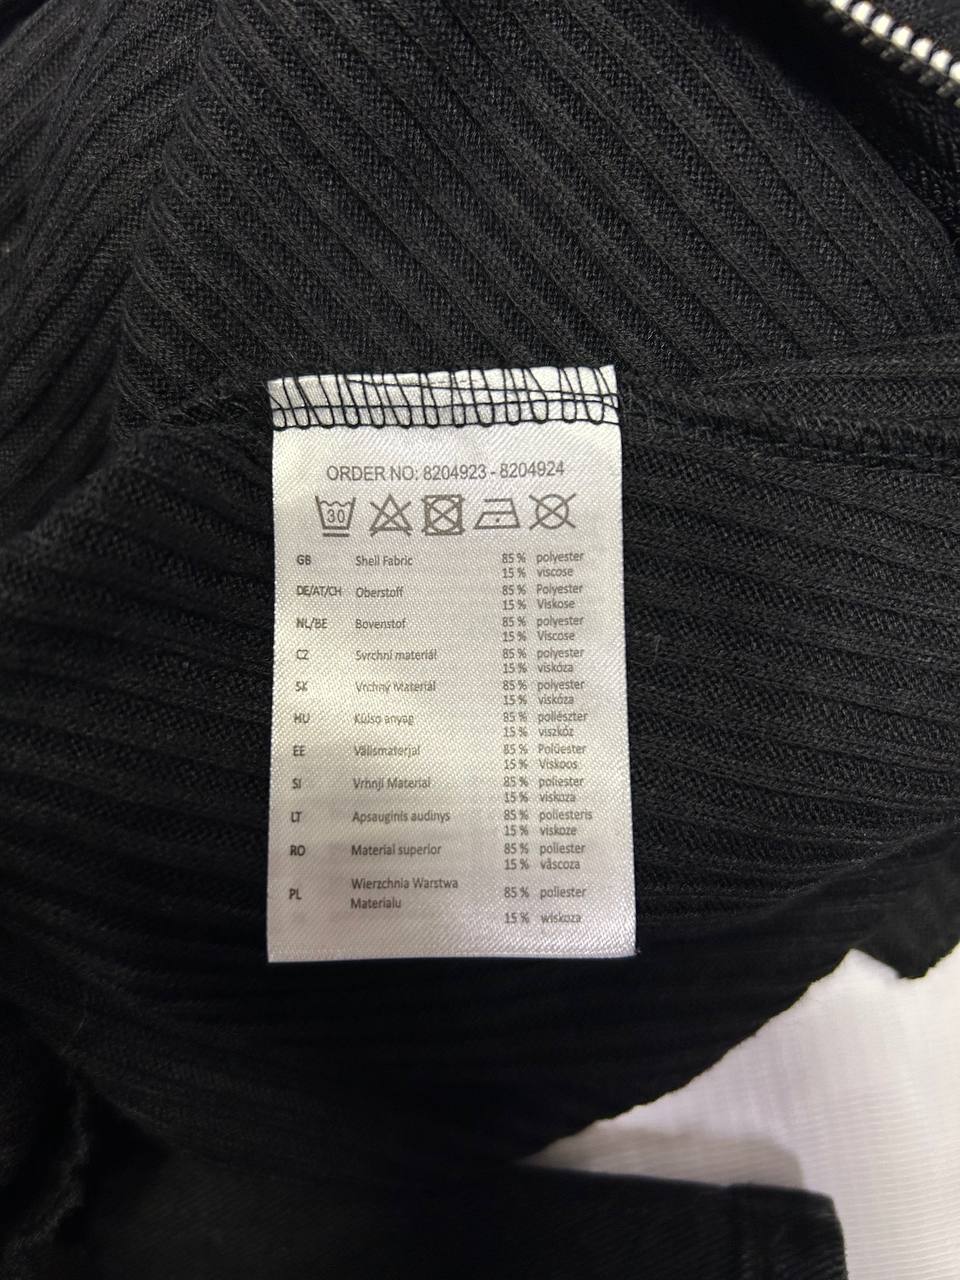 ORDER NO: 8204923 - 8204924
30
GB Shell Fabric 85 % polyester
15 % viscose
DE/AT/CH Oberstoff 85 % Polyester
15 % Viskose
NL/BE Bovenstof 85 % polyester
15 % Viscose
CZ Svrchní materiál 85 % polyester
15 % viskóza
SK Vrchný Materiál 85 % polyester
15 % viskóza
HU Külso anyag 85 % poliészter
15 % viszkóz
EE Välismaterjal 85 % Polüester
15 % Viskoos
SI Vrhnji Material 85 % poliester
15 % viskoza
LT Apsauginis audinys 85 % poliesteris
15 % viskoze
RO Material superior 85 % poliester
15 % vâscoza
PL Wierzchnia Warstwa
Materialu 85 % poliester
15 % wiskoza